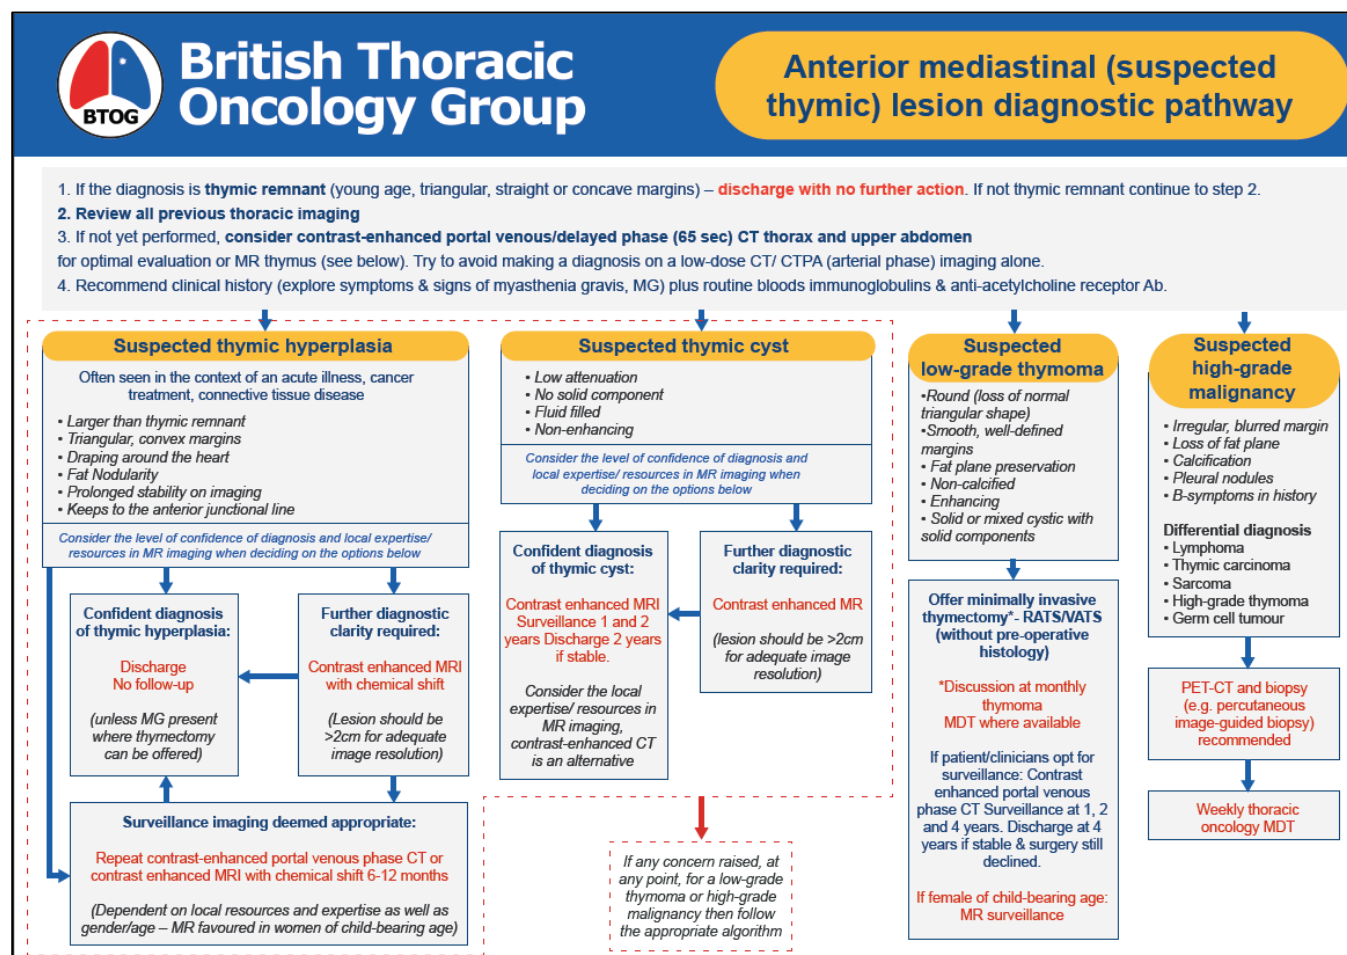 BTOG
British Thoracic
Oncology Group
Anterior mediastinal (suspected
thymic) lesion diagnostic pathway
1. If the diagnosis is thymic remnant (young age, triangular, straight or concave margins) – discharge with no further action. If not thymic remnant continue to step 2.
2. Review all previous thoracic imaging
3. If not yet performed, consider contrast-enhanced portal venous/delayed phase (65 sec) CT thorax and upper abdomen
for optimal evaluation or MR thymus (see below). Try to avoid making a diagnosis on a low-dose CT/ CTPA (arterial phase) imaging alone.
4. Recommend clinical history (explore symptoms & signs of myasthenia gravis, MG) plus routine bloods immunoglobulins & anti-acetylcholine receptor Ab.
Suspected thymic hyperplasia
Often seen in the context of an acute illness, cancer
treatment, connective tissue disease
• Larger than thymic remnant
• Triangular, convex margins
• Draping around the heart
• Fat Nodularity
• Prolonged stability on imaging
• Keeps to the anterior junctional line
Consider the level of confidence of diagnosis and local expertise/
resources in MR imaging when deciding on the options below
Confident diagnosis
of thymic hyperplasia:
Discharge
No follow-up
(unless MG present
where thymectomy
can be offered)
Further diagnostic
clarity required:
Contrast enhanced MRI
with chemical shift
(Lesion should be
>2cm for adequate
image resolution)
Surveillance imaging deemed appropriate:
Repeat contrast-enhanced portal venous phase CT or
contrast enhanced MRI with chemical shift 6-12 months
(Dependent on local resources and expertise as well as
gender/age – MR favoured in women of child-bearing age)
Suspected thymic cyst
• Low attenuation
• No solid component
• Fluid filled
• Non-enhancing
Consider the level of confidence of diagnosis and
local expertise/ resources in MR imaging when
deciding on the options below
Confident diagnosis
of thymic cyst:
Contrast enhanced MRI
Surveillance 1 and 2
years Discharge 2 years
if stable.
Consider the local
expertise/ resources in
MR imaging,
contrast-enhanced CT
is an alternative
Further diagnostic
clarity required:
Contrast enhanced MR
(lesion should be >2cm
for adequate image
resolution)
If any concern raised, at
any point, for a low-grade
thymoma or high-grade
malignancy then follow
the appropriate algorithm
Suspected
low-grade thymoma
•Round (loss of normal
triangular shape)
•Smooth, well-defined
margins
• Fat plane preservation
• Non-calcified
• Enhancing
• Solid or mixed cystic with
solid components
Offer minimally invasive
thymectomy*- RATS/VATS
(without pre-operative
histology)
*Discussion at monthly
thymoma
MDT where available
If patient/clinicians opt for
surveillance: Contrast
enhanced portal venous
phase CT Surveillance at 1, 2
and 4 years. Discharge at 4
years if stable & surgery still
declined.
If female of child-bearing age:
MR surveillance
Suspected
high-grade
malignancy
• Irregular, blurred margin
• Loss of fat plane
• Calcification
• Pleural nodules
• B-symptoms in history
Differential diagnosis
• Lymphoma
• Thymic carcinoma
• Sarcoma
• High-grade thymoma
• Germ cell tumour
PET-CT and biopsy
(e.g. percutaneous
image-guided biopsy)
recommended
Weekly thoracic
oncology MDT